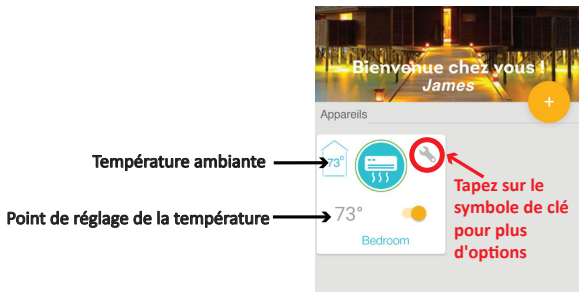 Bienvenue chez vous !
James
+
Appareils
Température ambiante
73°
Tapez sur le
symbole de clé
pour plus
d'options
Point de réglage de la température
73°
Bedroom